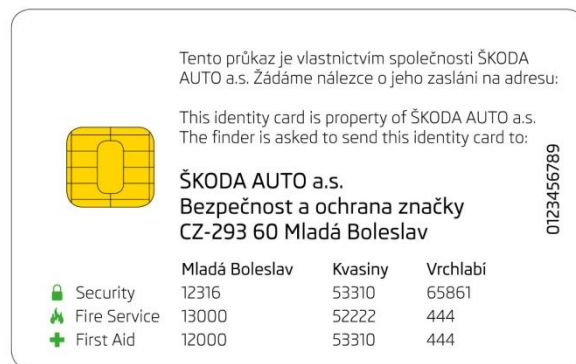 Tento průkaz je vlastnictvím společnosti ŠKODA
AUTO a.s. Žádáme nálezce o jeho zasláni na adresu:
This identity card is property of ŠKODA AUTO a.s.
The finder is asked to send this identity card to:
ŠKODA AUTO a.s.
Bezpečnost a ochrana značky
CZ-293 60 Mladá Boleslav
0123456789
Mladá Boleslav Kvasiny Vrchlabí
Security 12316 53310 65861
Fire Service 13000 52222 444
First Aid 12000 53310 444